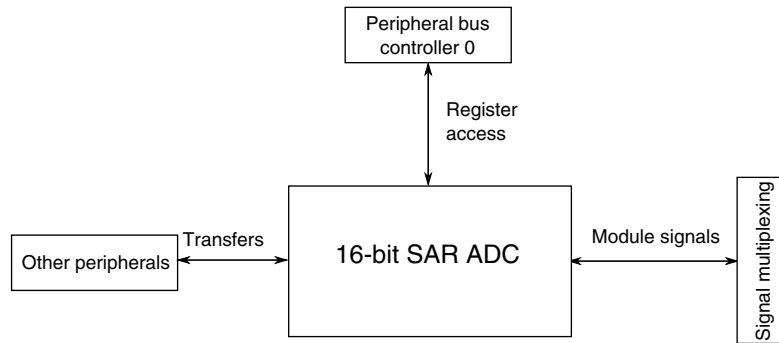 Peripheral bus
controller 0
Register
access
16-bit SAR ADC
Transfers
Other peripherals
Module signals
Signal multiplexing